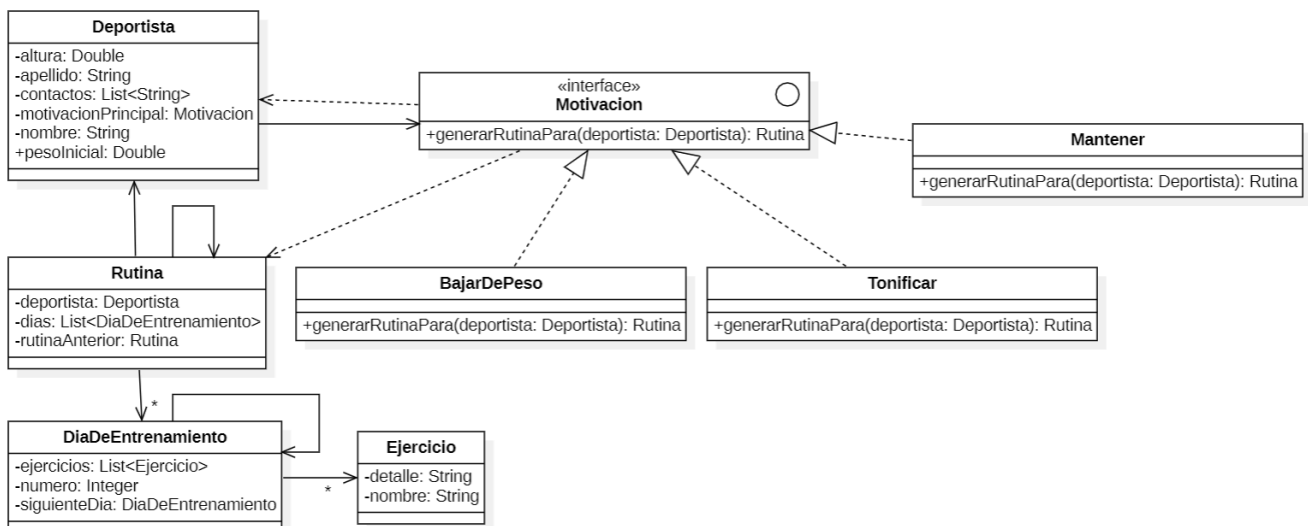 Deportista
-altura: Double
-apellido: String
-contactos: List<String>
-motivacionPrincipal: Motivacion
-nombre: String
+pesoInicial: Double
«interface»
Motivacion
+generarRutinaPara(deportista: Deportista): Rutina
Mantener
+generarRutinaPara(deportista: Deportista): Rutina
Rutina
-deportista: Deportista
-dias: List<DiaDeEntrenamiento>
-rutinaAnterior: Rutina
BajarDePeso
+generarRutinaPara(deportista: Deportista): Rutina
Tonificar
+generarRutinaPara(deportista: Deportista): Rutina
*
DiaDeEntrenamiento
-ejercicios: List<Ejercicio>
-numero: Integer
-siguienteDia: DiaDeEntrenamiento
*
Ejercicio
-detalle: String
-nombre: String